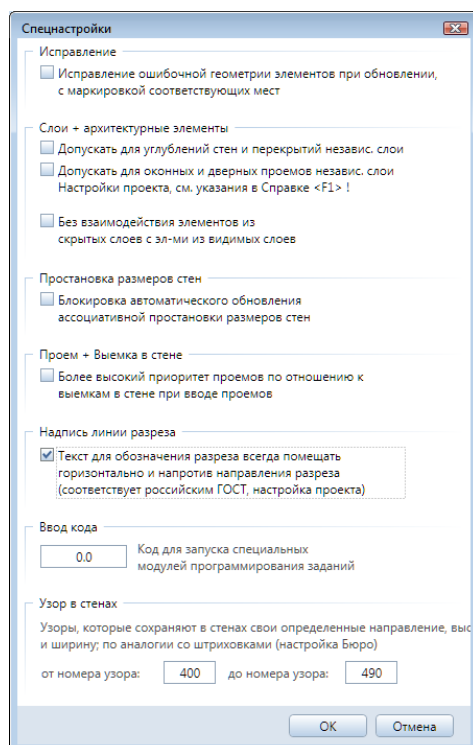 Спецнастройки
Исправление
Исправление ошибочной геометрии элементов при обновлении,
с маркировкой соответствующих мест
Слои + архитектурные элементы
Допускать для углублений стен и перекрытий независ. слои
Допускать для оконных и дверных проемов независ. слои
Настройки проекта, см. указания в Справке <F1> !
Без взаимодействия элементов из
скрытых слоев с эл-ми из видимых слоев
Простановка размеров стен
Блокировка автоматического обновления
ассоциативной простановки размеров стен
Проем + Выемка в стене
Более высокий приоритет проемов по отношению к
выемкам в стене при вводе проемов
Надпись линии разреза
Текст для обозначения разреза всегда помещать
горизонтально и напротив направления разреза
(соответствует российским ГОСТ, настройка проекта)
Ввод кода
0.0 Код для запуска специальных
модулей программирования заданий
Узор в стенах
Узоры, которые сохраняют в стенах свои определенные направление, выс
и ширину; по аналогии со штриховками (настройка Бюро)
от номера узора: 400 до номера узора: 490
ОК Отмена